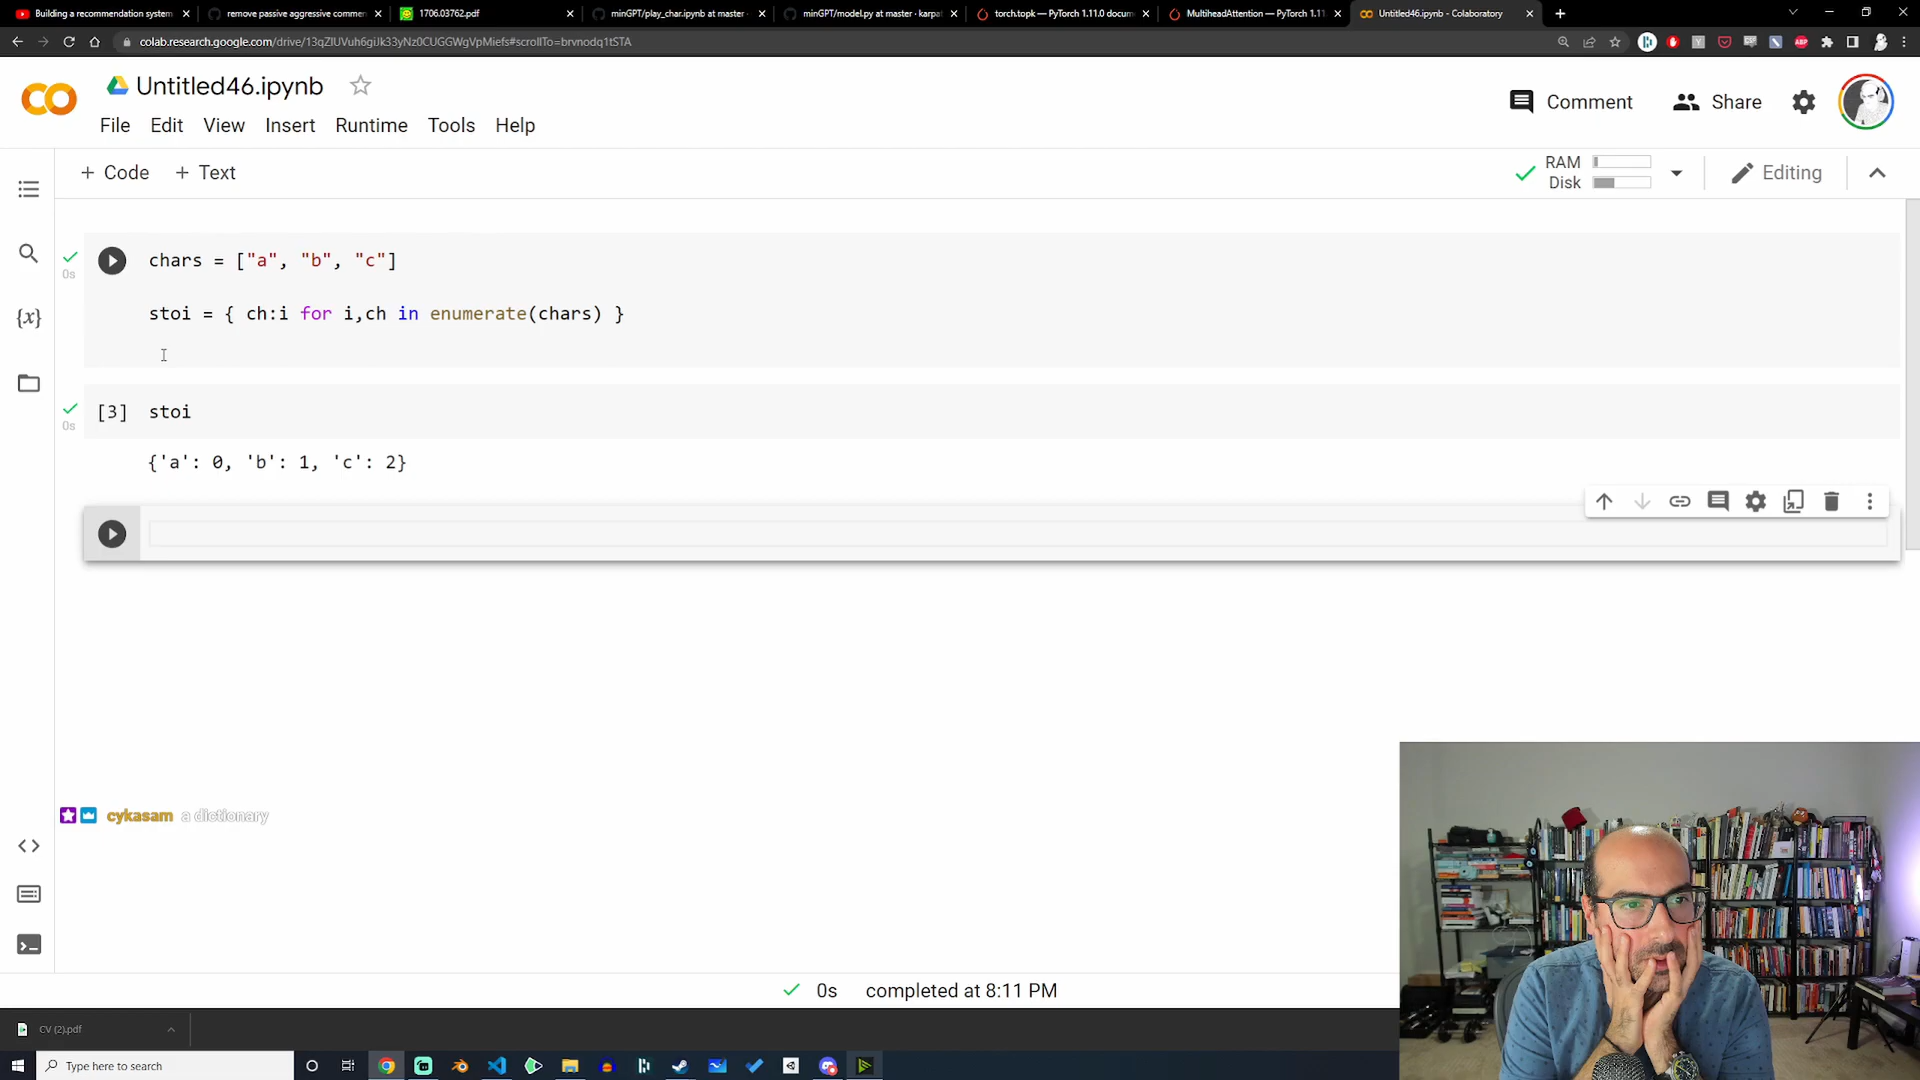 Building a recommendation system
remove passive aggressive commen
1706.03762.pdf
minGPT/play_char.ipynb at master
minGPT/model.py at master · karpa
torch.topk — PyTorch 1.11.0 docum
MultiheadAttention — PyTorch 1.11
Untitled46.ipynb - Colaboratory
colab.research.google.com/drive/13qZIUVuh6giJk33yNz0CUGGWgVpMiefs#scrollTo=brvnodq1tSTA
Untitled46.ipynb
File Edit View Insert Runtime Tools Help
Comment Share
+ Code + Text
RAM
Disk
Editing
chars = ["a", "b", "c"]
0s
stoi = { ch:i for i,ch in enumerate(chars) }
[3] stoi
0s
{'a': 0, 'b': 1, 'c': 2}
cykasam a dictionary
0s completed at 8:11 PM
CV (2).pdf
Type here to search